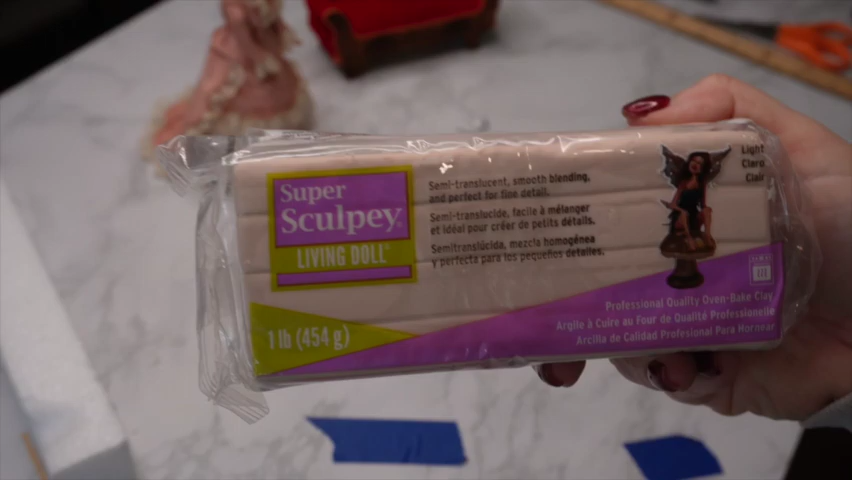 Super
Sculpey®
LIVING DOLL®
Semi-translucent, smooth blending,
and perfect for fine detail.
Semi-translucide, facile à mélanger
et idéal pour créer de petits détails.
Semitranslúcida, mezcla homogénea
y perfecta para los pequeños detalles.
Light
Claro
Clair
1 lb (454 g)
Professional Quality Oven-Bake Clay
Argile à Cuire au Four de Qualité Professionelle
Arcilla de Calidad Profesional Para Hornear